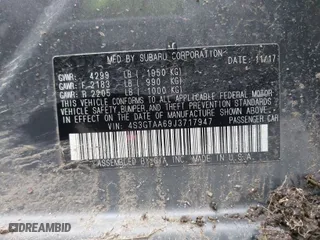 MFD BY SUBARU CORPORATION 11/17
GVWR: 4299 LB ( 1950 KG)
GAWR: F 2183 LB ( 990 KG)
GAWR: R 2205 LB ( 1000 KG)
THIS VEHICLE CONFORMS TO ALL APPLICABLE FEDERAL MOTOR
VEHICLE SAFETY, BUMPER, AND THEFT PREVENTION STANDARDS
IN EFFECT ON THE DATE OF MANUFACTURE SHOWN ABOVE.
VIN: 4S3GTAA69J3717947 PASSENGER CAR
ASSEMBLED BY SIA, INC. MADE IN U.S.A.
DREAMBID